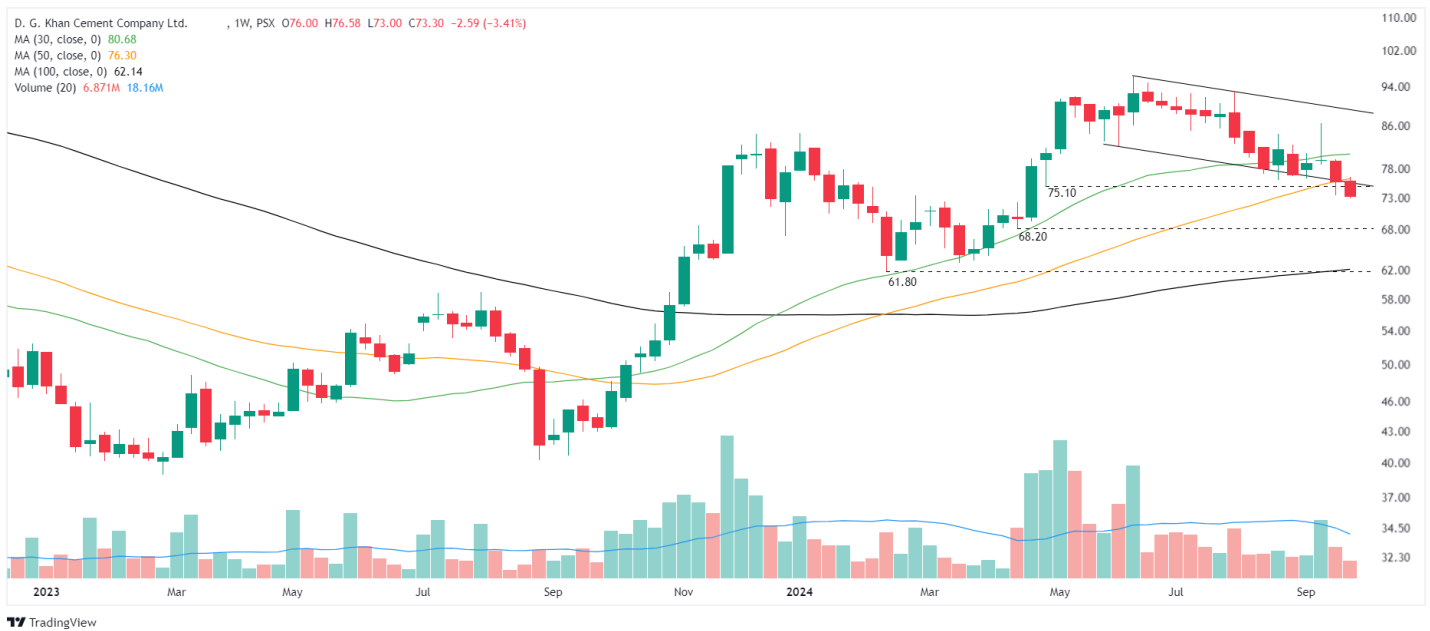 D. G. Khan Cement Company Ltd. , 1W, PSX O76.00 H76.58 L73.00 C73.30 −2.59 (−3.41%)
MA (30, close, 0) 80.68
MA (50, close, 0) 76.30
MA (100, close, 0) 62.14
Volume (20) 6.871M 18.16M
110.00
102.00
94.00
86.00
78.00
73.00
68.00
62.00
58.00
54.00
50.00
46.00
43.00
40.00
37.00
34.50
32.30
75.10
68.20
61.80
2023 Mar May Jul Sep Nov 2024 Mar May Jul Sep
TradingView